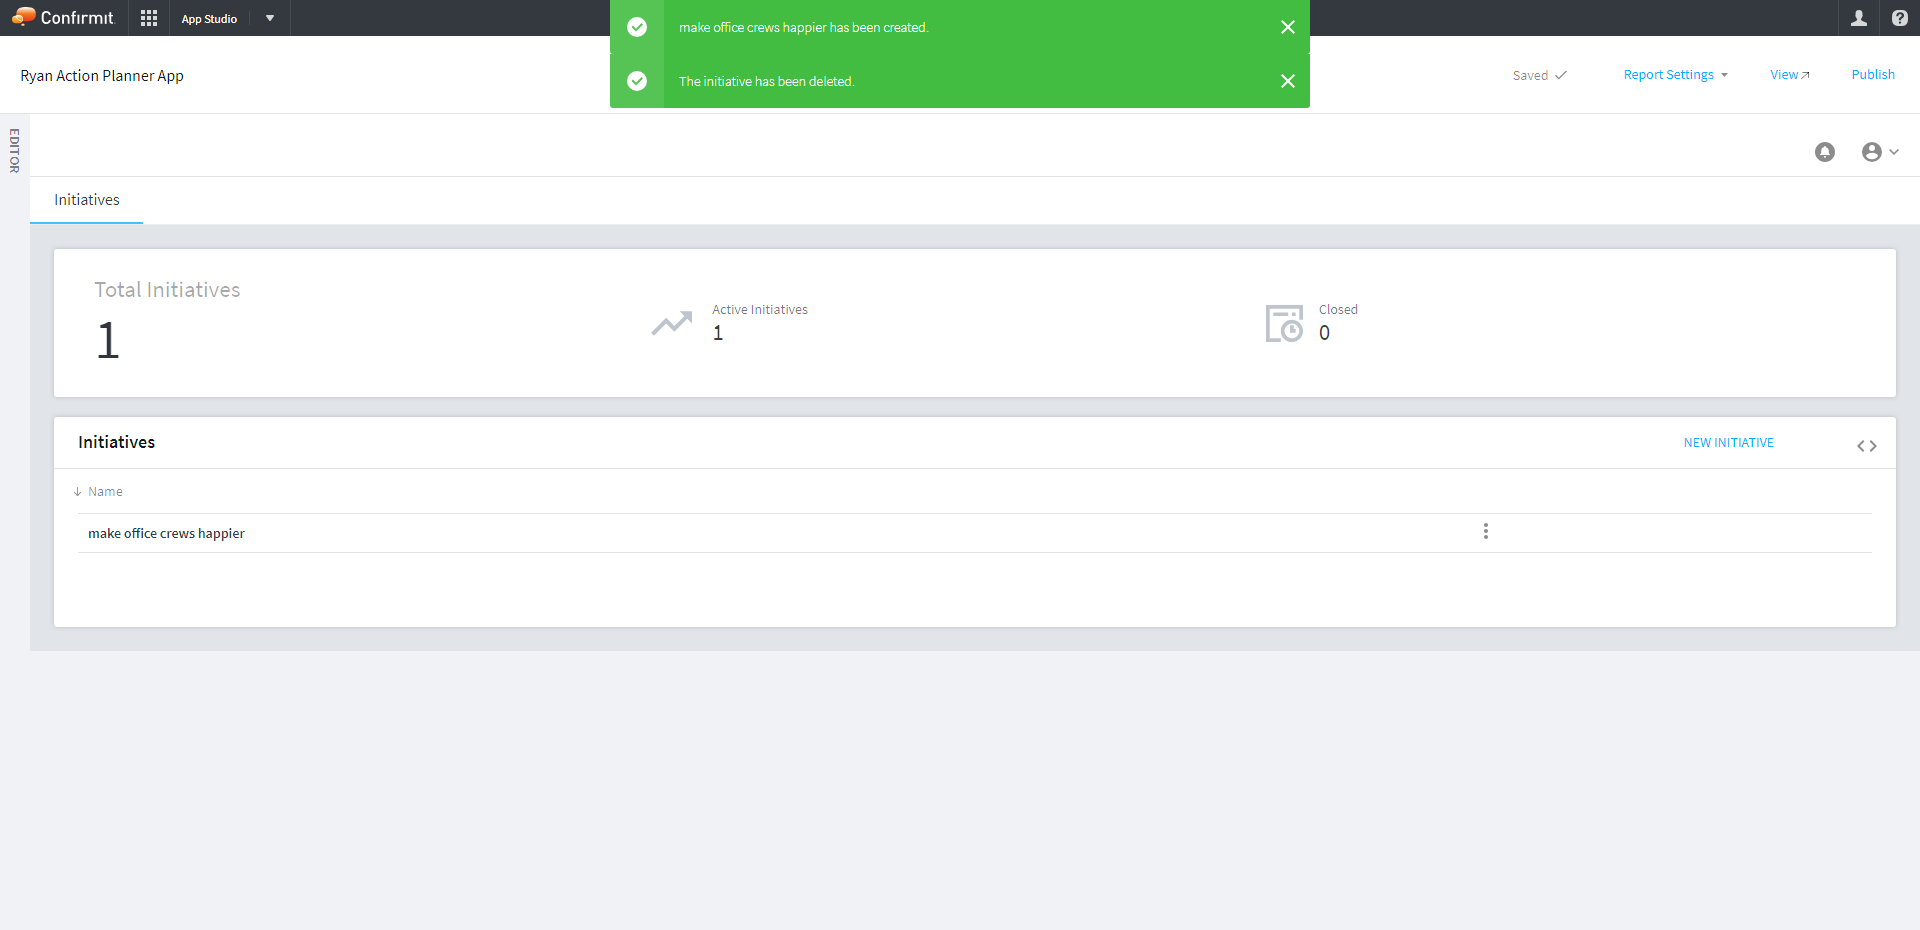 Confirmit
App Studio
make office crews happier has been created.
Ryan Action Planner App
The initiative has been deleted.
Saved
Report Settings
View
Publish
EDITOR
Initiatives
Total Initiatives
1
Active Initiatives
1
Closed
0
Initiatives
NEW INITIATIVE
Name
make office crews happier